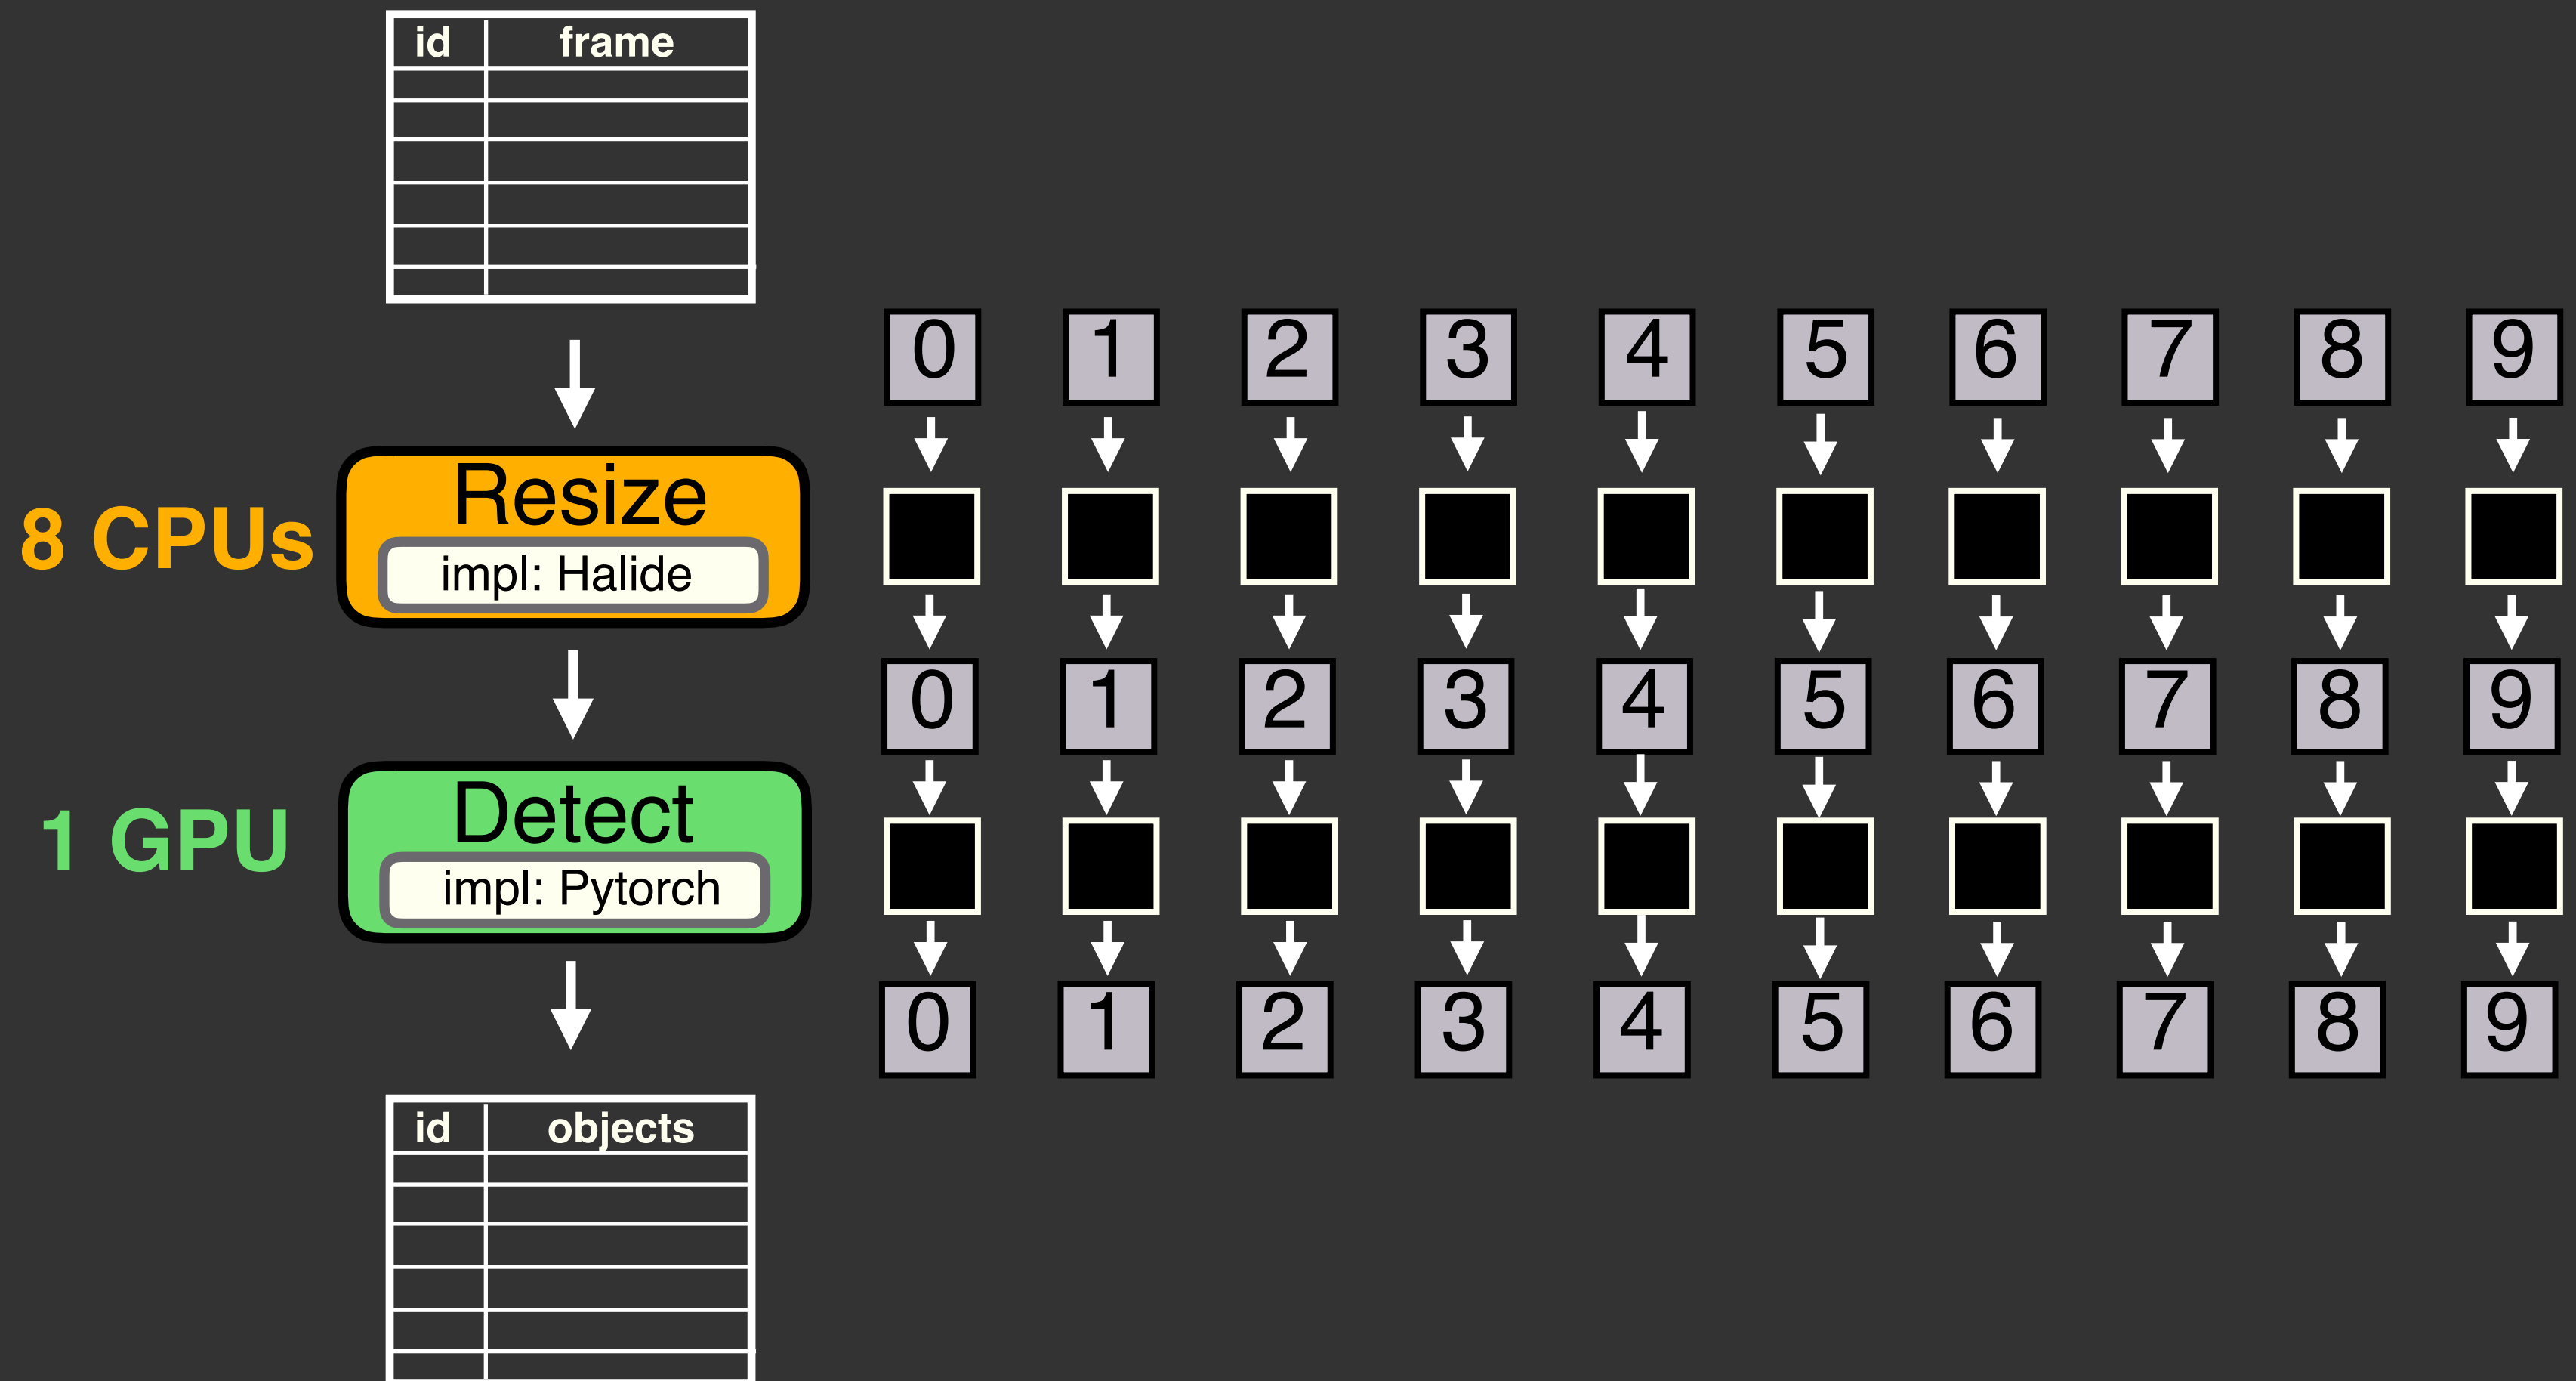 id frame
0 1 2 3 4 5 6 7 8 9
8 CPUs
Resize
impl: Halide
0 1 2 3 4 5 6 7 8 9
1 GPU
Detect
impl: Pytorch
0 1 2 3 4 5 6 7 8 9
id objects